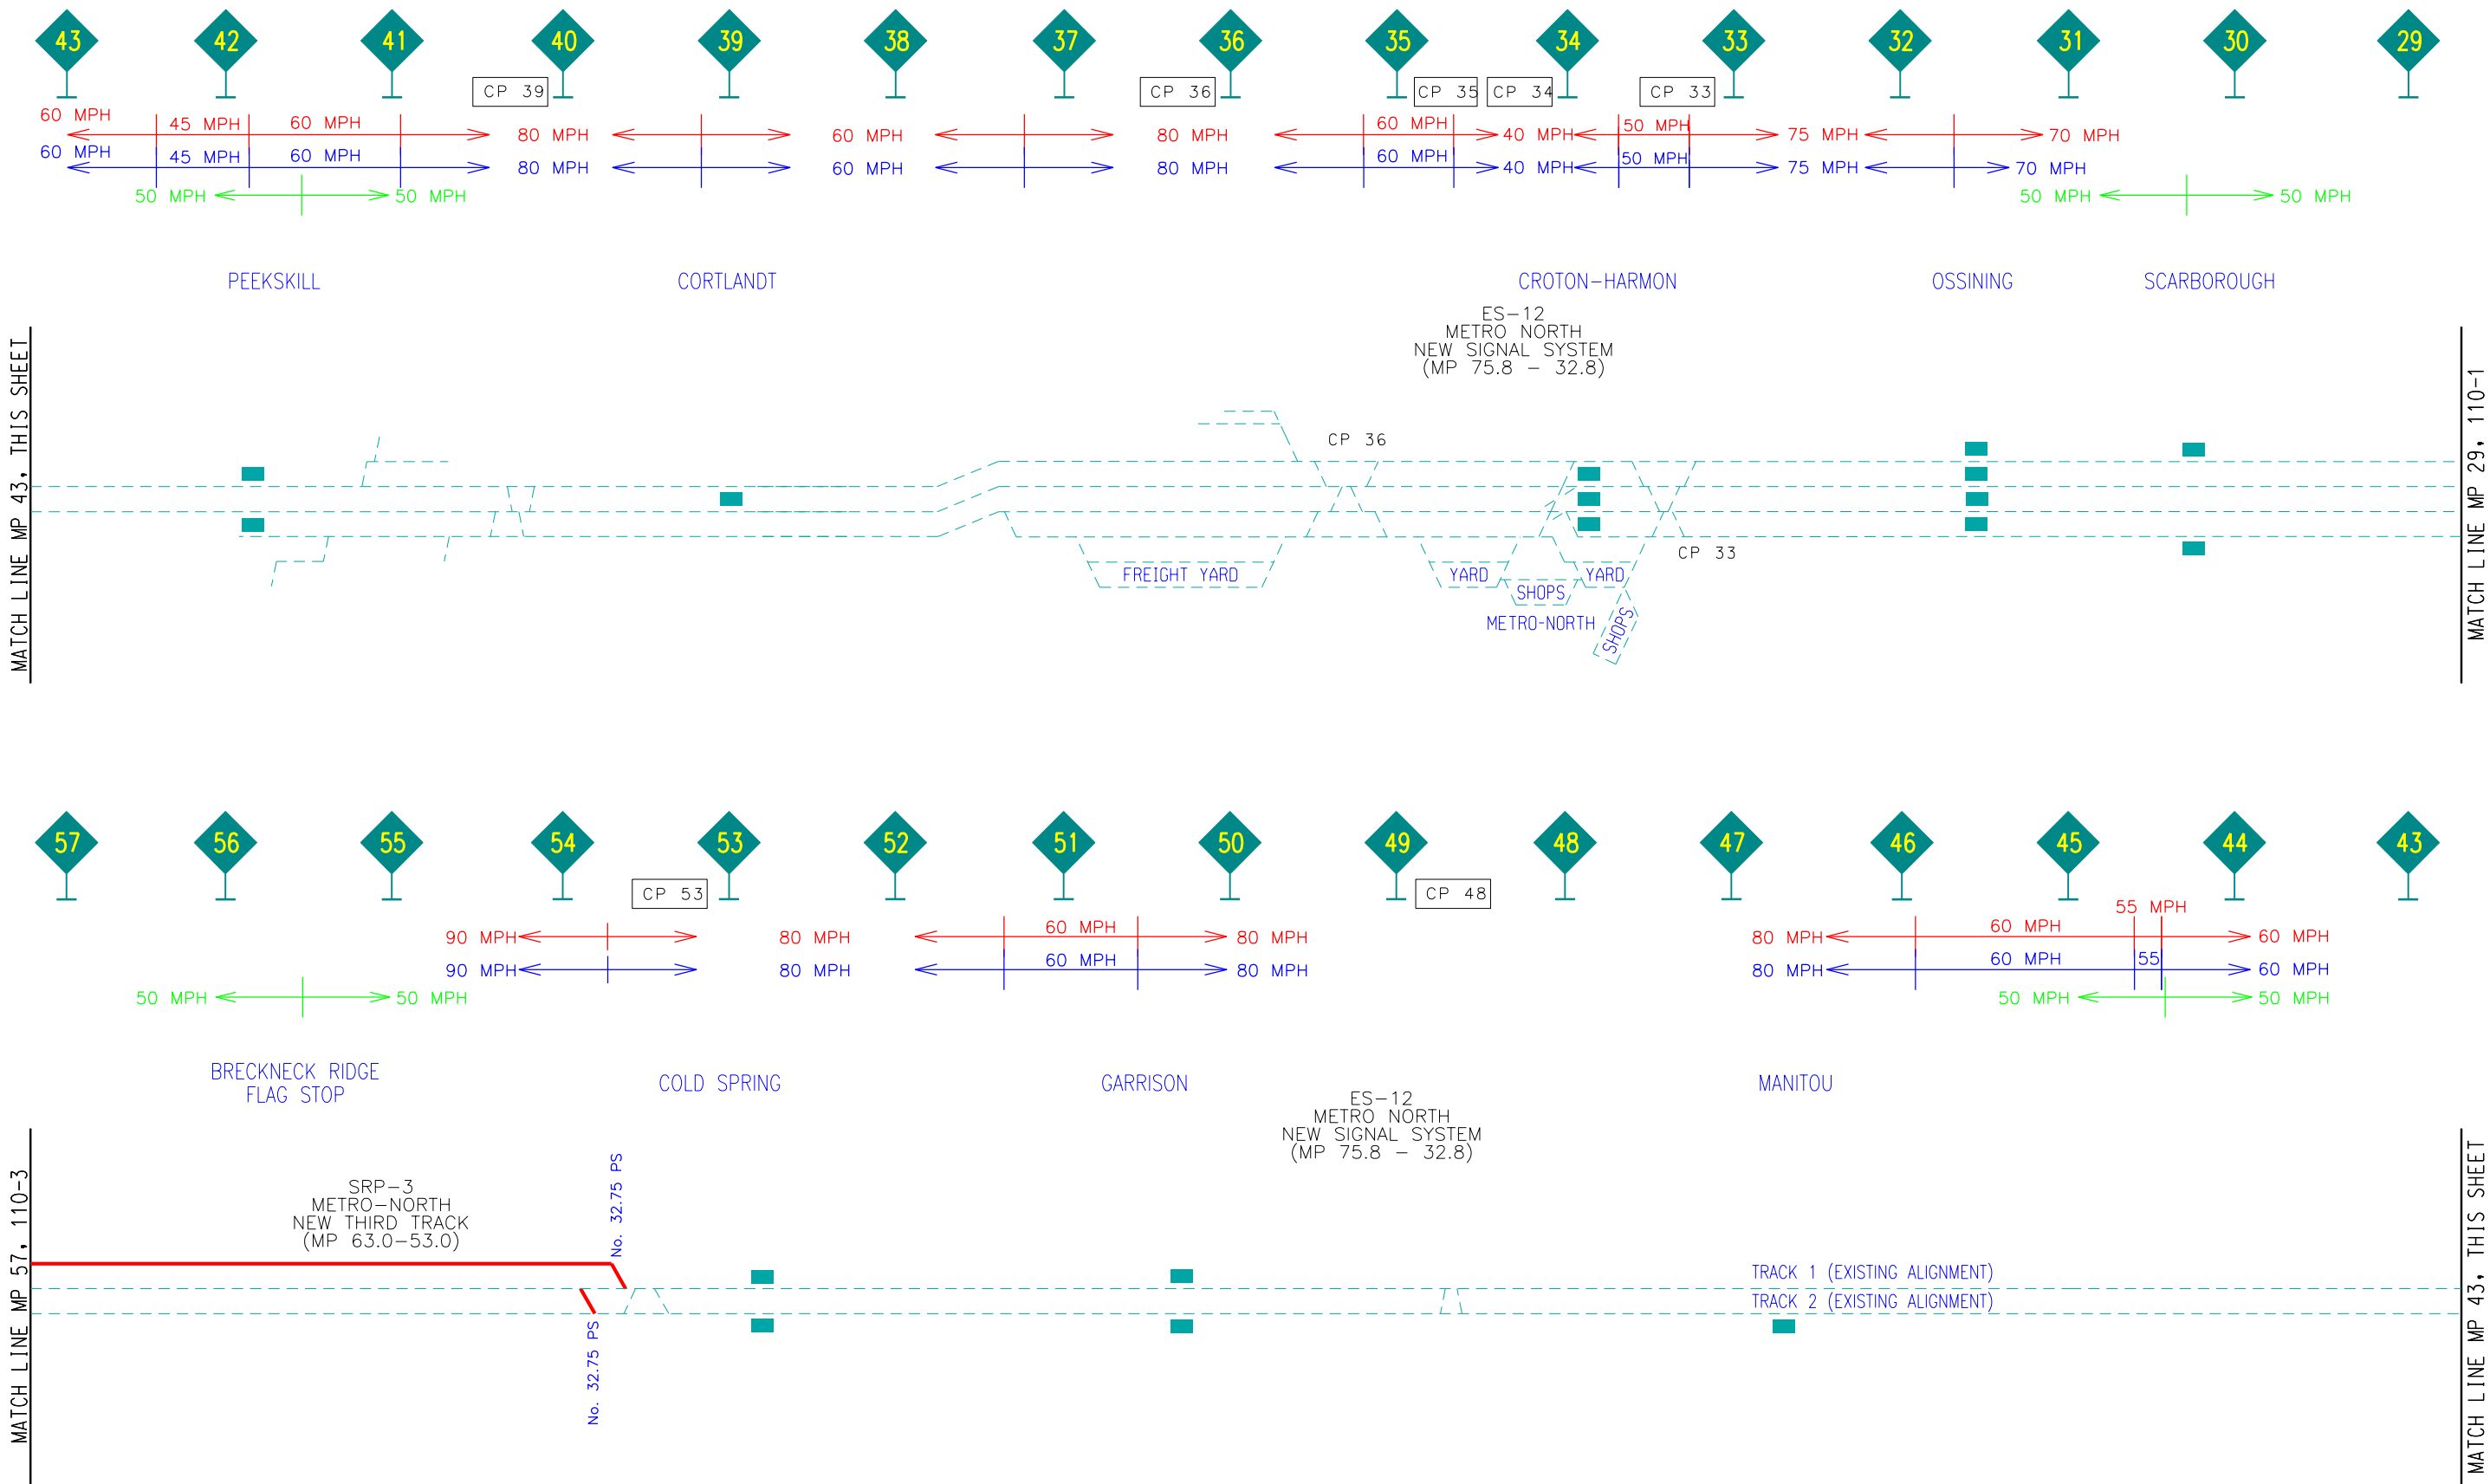 43 42 41 40 39 38 37 36 35 34 33 32 31 30 29
CP 39 CP 36 CP 35 CP 34 CP 33
60 MPH 45 MPH 60 MPH 80 MPH 60 MPH 80 MPH 60 MPH 40 MPH 50 MPH 75 MPH 70 MPH
60 MPH 45 MPH 60 MPH 80 MPH 60 MPH 80 MPH 60 MPH 40 MPH 50 MPH 75 MPH 70 MPH
50 MPH 50 MPH 50 MPH 50 MPH
PEEKSKILL CORTLANDT CROTON-HARMON OSSINING SCARBOROUGH
ES-12
METRO NORTH
NEW SIGNAL SYSTEM
(MP 75.8 - 32.8)
MATCH LINE MP 43, THIS SHEET
MATCH LINE MP 29, 110-1
CP 36
CP 33
FREIGHT YARD
YARD
YARD
SHOPS
SHOPS
METRO-NORTH
57 56 55 54 53 52 51 50 49 48 47 46 45 44 43
CP 53 CP 48
55 MPH
90 MPH 80 MPH 60 MPH 80 MPH 80 MPH 60 MPH 60 MPH
90 MPH 80 MPH 60 MPH 80 MPH 80 MPH 60 MPH 55 60 MPH
50 MPH 50 MPH 50 MPH 50 MPH
BRECKNECK RIDGE
FLAG STOP
COLD SPRING GARRISON MANITOU
ES-12
METRO NORTH
NEW SIGNAL SYSTEM
(MP 75.8 - 32.8)
MATCH LINE MP 57, 110-3
MATCH LINE MP 43, THIS SHEET
SRP-3
METRO-NORTH
NEW THIRD TRACK
(MP 63.0-53.0)
No. 32.75 PS
No. 32.75 PS
TRACK 1 (EXISTING ALIGNMENT)
TRACK 2 (EXISTING ALIGNMENT)